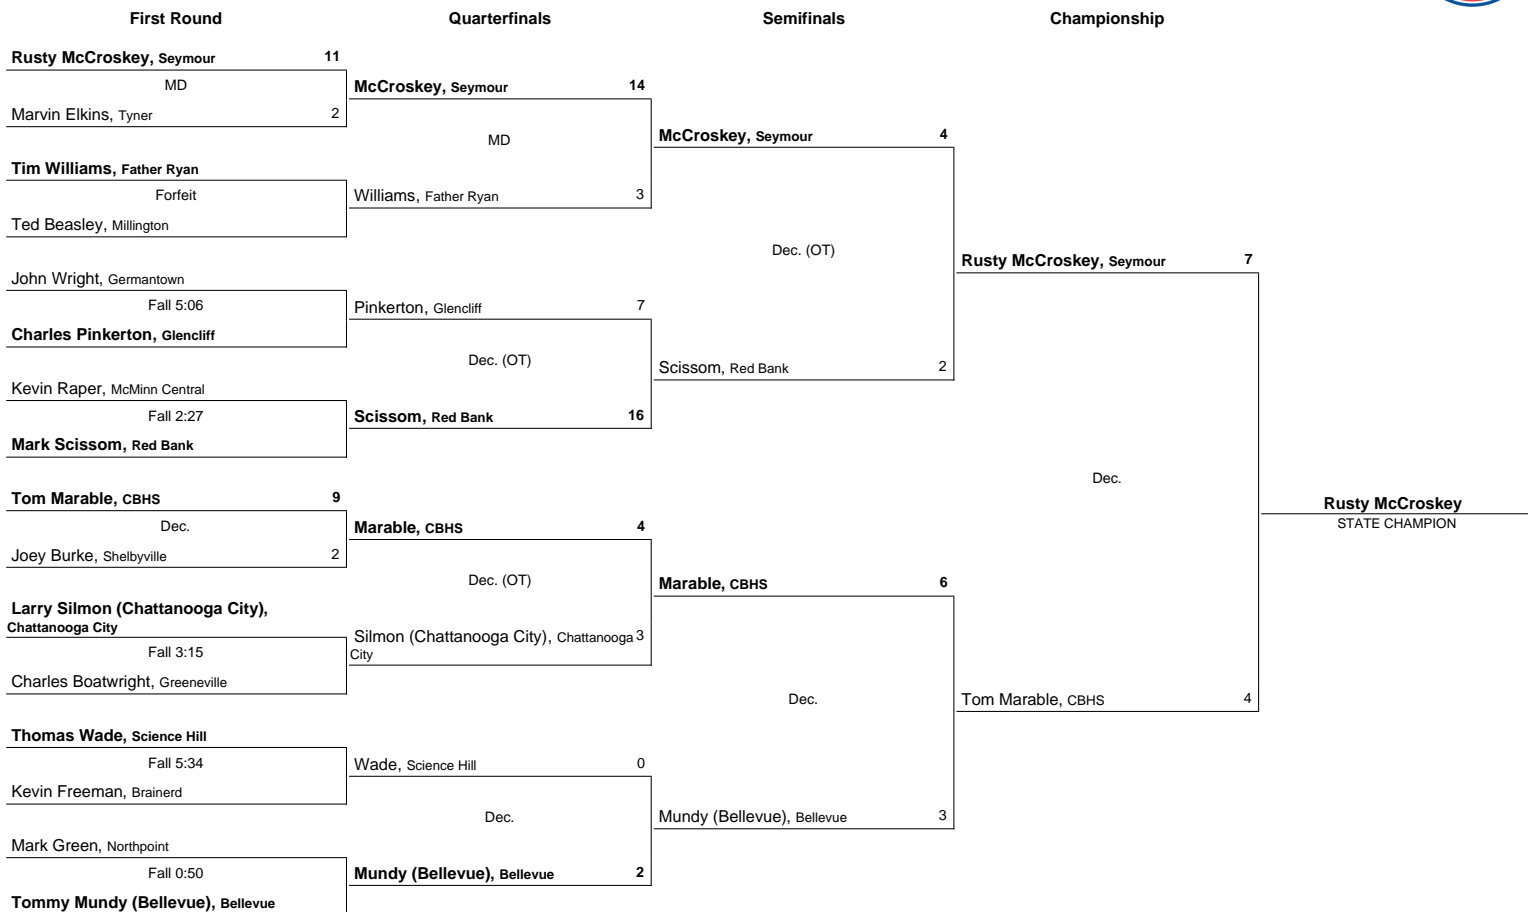 First Round Quarterfinals Semifinals Championship
Rusty McCroskey, Seymour 11
MD
Marvin Elkins, Tyner 2
Tim Williams, Father Ryan
Forfeit
Ted Beasley, Millington
John Wright, Germantown
Fall 5:06
Charles Pinkerton, Glencliff
Kevin Raper, McMinn Central
Fall 2:27
Mark Scissom, Red Bank
Tom Marable, CBHS 9
Dec.
Joey Burke, Shelbyville 2
Larry Silmon (Chattanooga City),
Chattanooga City
Fall 3:15
Charles Boatwright, Greeneville
Thomas Wade, Science Hill
Fall 5:34
Kevin Freeman, Brainerd
Mark Green, Northpoint
Fall 0:50
Tommy Mundy (Bellevue), Bellevue
McCroskey, Seymour 14
MD
Williams, Father Ryan 3
Pinkerton, Glencliff 7
Dec. (OT)
Scissom, Red Bank 16
Marable, CBHS 4
Dec. (OT)
Silmon (Chattanooga City), Chattanooga 3
City
Wade, Science Hill 0
Dec.
Mundy (Bellevue), Bellevue 2
McCroskey, Seymour 4
Dec. (OT)
Scissom, Red Bank 2
Marable, CBHS 6
Dec.
Mundy (Bellevue), Bellevue 3
Rusty McCroskey, Seymour 7
Dec.
Tom Marable, CBHS 4
Rusty McCroskey
STATE CHAMPION